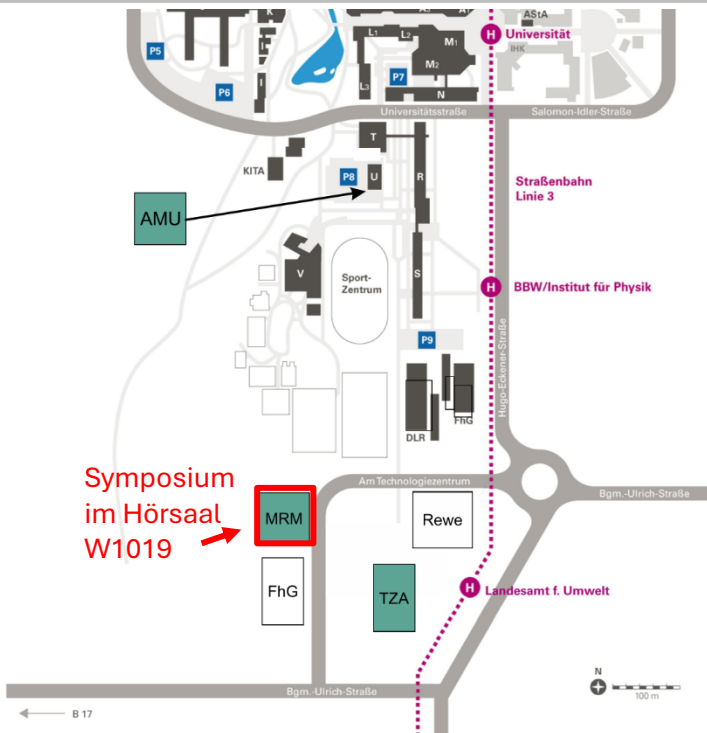 K
A2
A1
AStA
P5
I
L1
L2
M1
Universität
H
IHK
M2
P6
I
L3
P7
N
Universitätsstraße
Salomon-Idler-Straße
T
KITA
P8
U
R
Straßenbahn
Linie 3
AMU
V
Sport-
Zentrum
S
H
BBW/Institut für Physik
P9
Hugo-Eckener-Straße
DLR
FhG
Symposium
im Hörsaal
W1019
Am Technologiezentrum
Bgm.-Ulrich-Straße
MRM
Rewe
FhG
TZA
H
Landesamt f. Umwelt
Bgm.-Ulrich-Straße
N
100 m
B 17